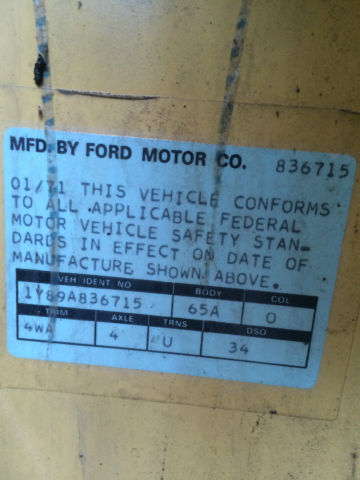 MFD. BY FORD MOTOR CO. 836715
01/71 THIS VEHICLE CONFORMS
TO ALL APPLICABLE FEDERAL
MOTOR VEHICLE SAFETY STAN-
DARDS IN EFFECT ON DATE OF
MANUFACTURE SHOWN ABOVE.
VEH IDENT NO BODY COL
1Y89A836715 65A O
TRIM AXLE TRNS DSO
4WA 4 U 34